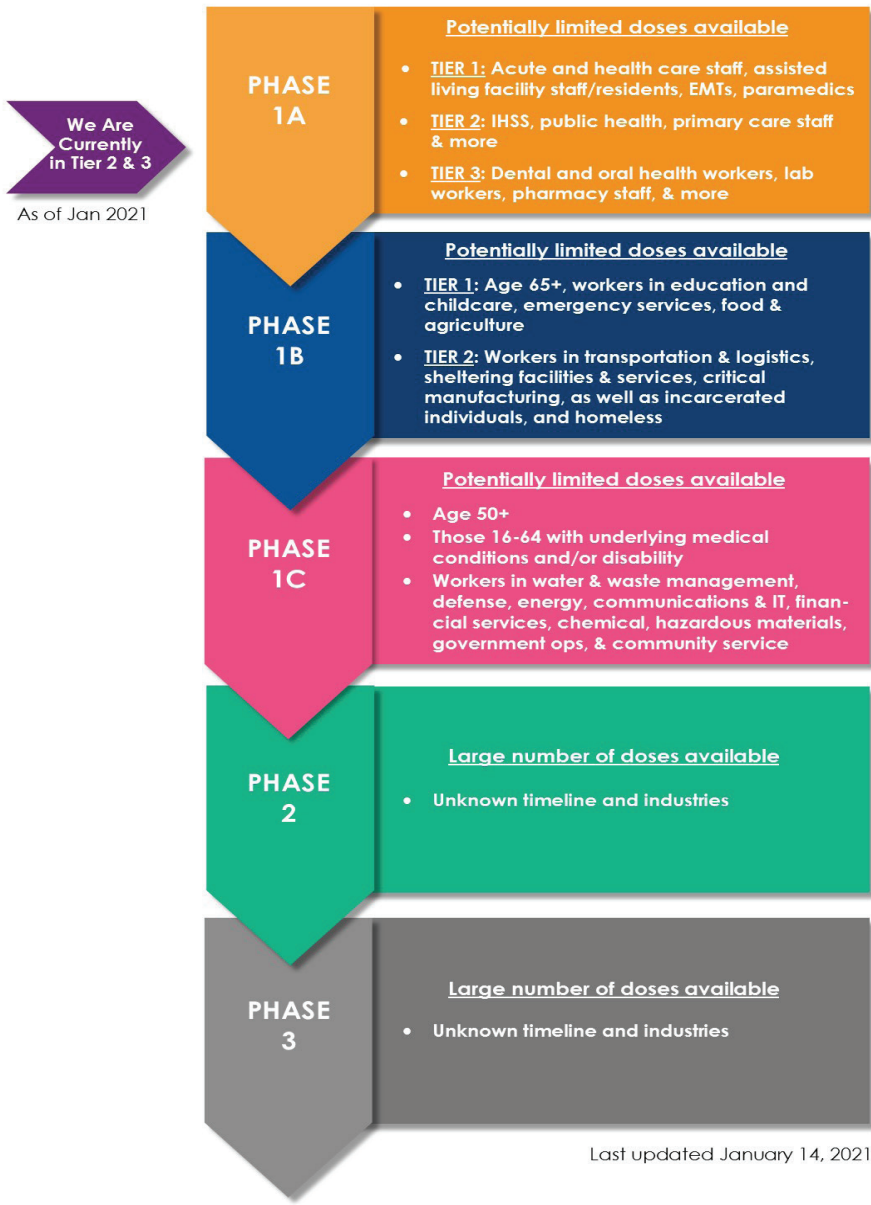 We Are
Currently
in Tier 2 & 3
As of Jan 2021
PHASE
1A
Potentially limited doses available
• TIER 1: Acute and health care staff, assisted
living facility staff/residents, EMTs, paramedics
• TIER 2: IHSS, public health, primary care staff
& more
• TIER 3: Dental and oral health workers, lab
workers, pharmacy staff, & more
PHASE
1B
Potentially limited doses available
• TIER 1: Age 65+, workers in education and
childcare, emergency services, food &
agriculture
• TIER 2: Workers in transportation & logistics,
sheltering facilities & services, critical
manufacturing, as well as incarcerated
individuals, and homeless
PHASE
1C
Potentially limited doses available
• Age 50+
• Those 16-64 with underlying medical
conditions and/or disability
• Workers in water & waste management,
defense, energy, communications & IT, finan-
cial services, chemical, hazardous materials,
government ops, & community service
PHASE
2
Large number of doses available
• Unknown timeline and industries
PHASE
3
Large number of doses available
• Unknown timeline and industries
Last updated January 14, 2021